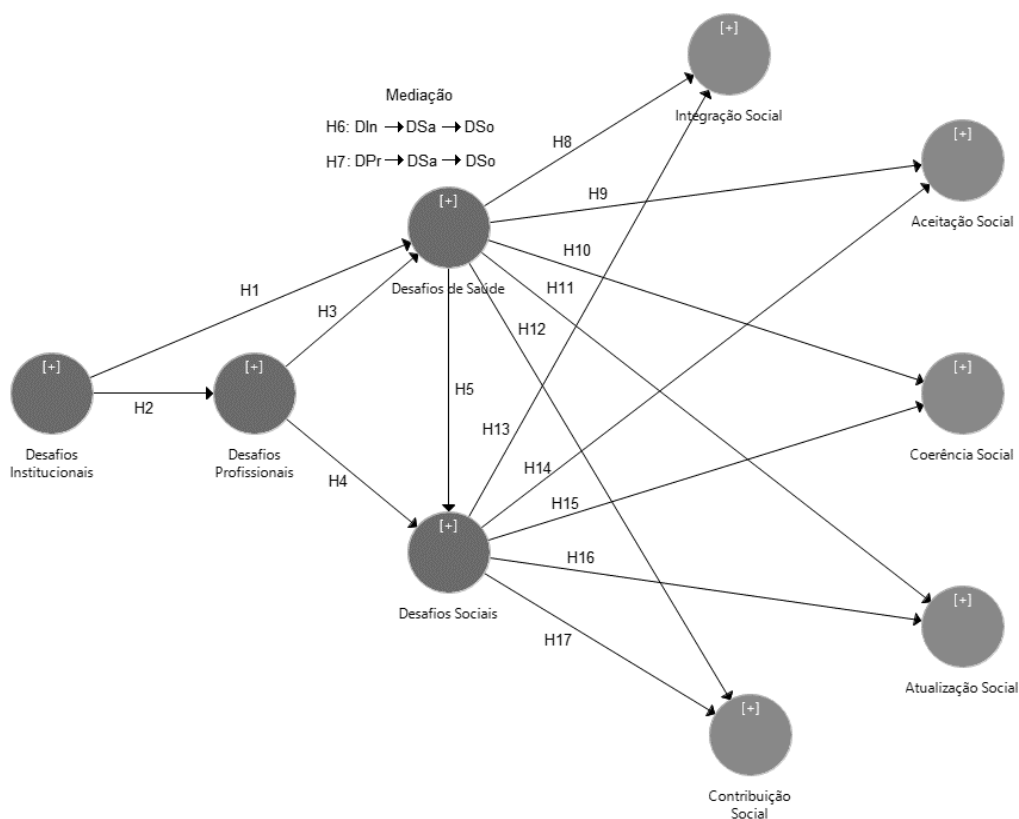 [+]
Integração Social
Mediação
H6: DIn → DSa → DSo
H7: DPr → DSa → DSo
H8
[+]
Aceitação Social
[+]
Desafios de Saúde
H9
H10
H11
H12
H1
H3
[+]
Desafios
Institucionais
H2
[+]
Desafios
Profissionais
H5
[+]
Coerência Social
H13
H14
H4
H15
[+]
Desafios Sociais
H16
H17
[+]
Atualização Social
[+]
Contribuição
Social